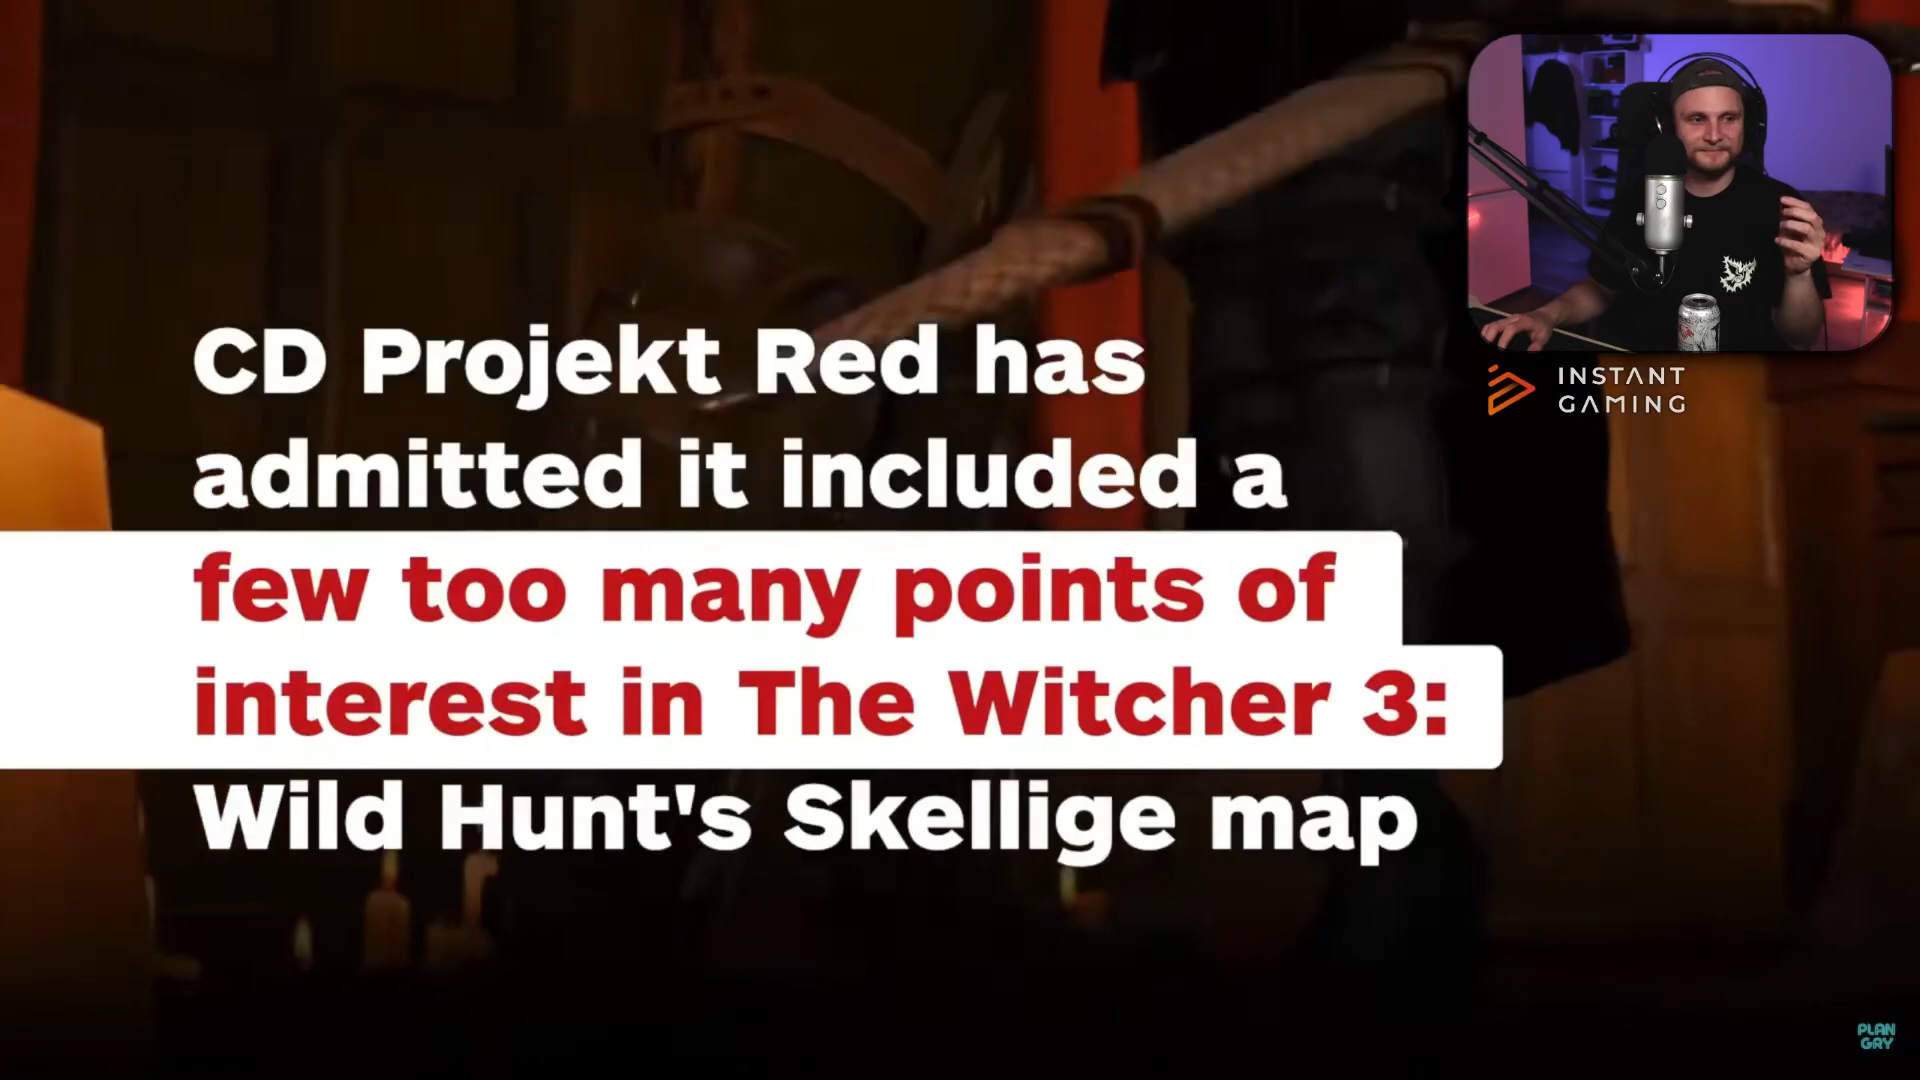 CD Projekt Red has
admitted it included a
few too many points of
interest in The Witcher 3:
Wild Hunt's Skellige map
INSTANT
GAMING
PLAN
GRY